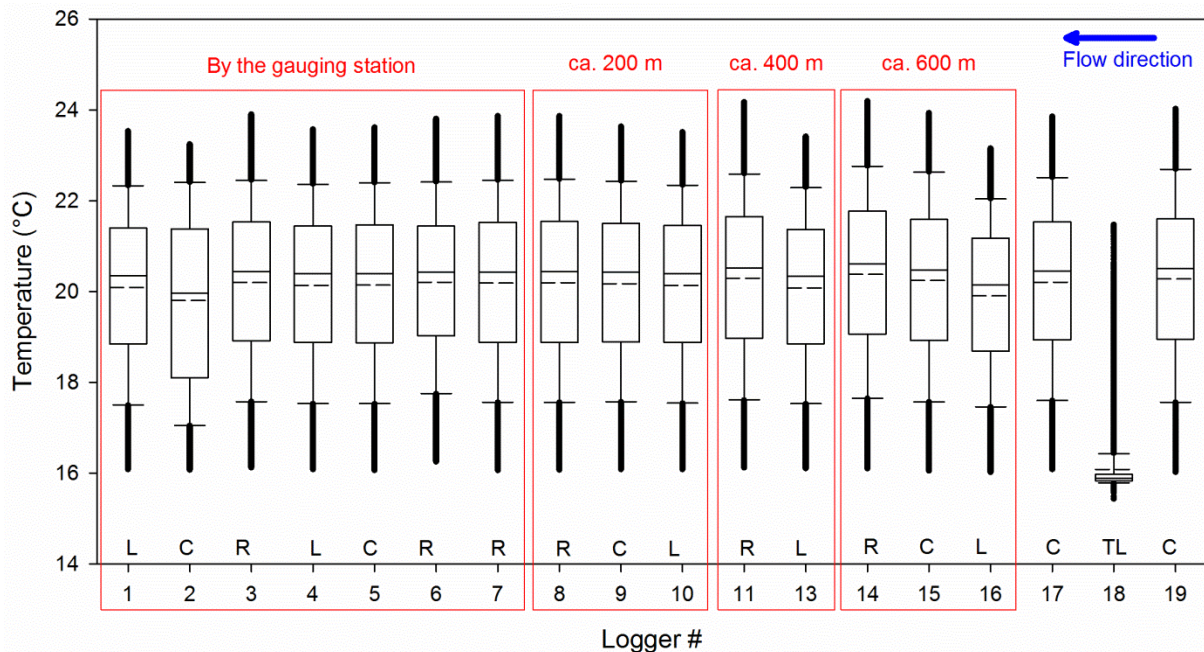 26
24
22
20
18
16
14
Temperature (°C)
By the gauging station
ca. 200 m
ca. 400 m
ca. 600 m
Flow direction
L C R L C R R R C L R L R C L C TL C
1 2 3 4 5 6 7 8 9 10 11 13 14 15 16 17 18 19
Logger #